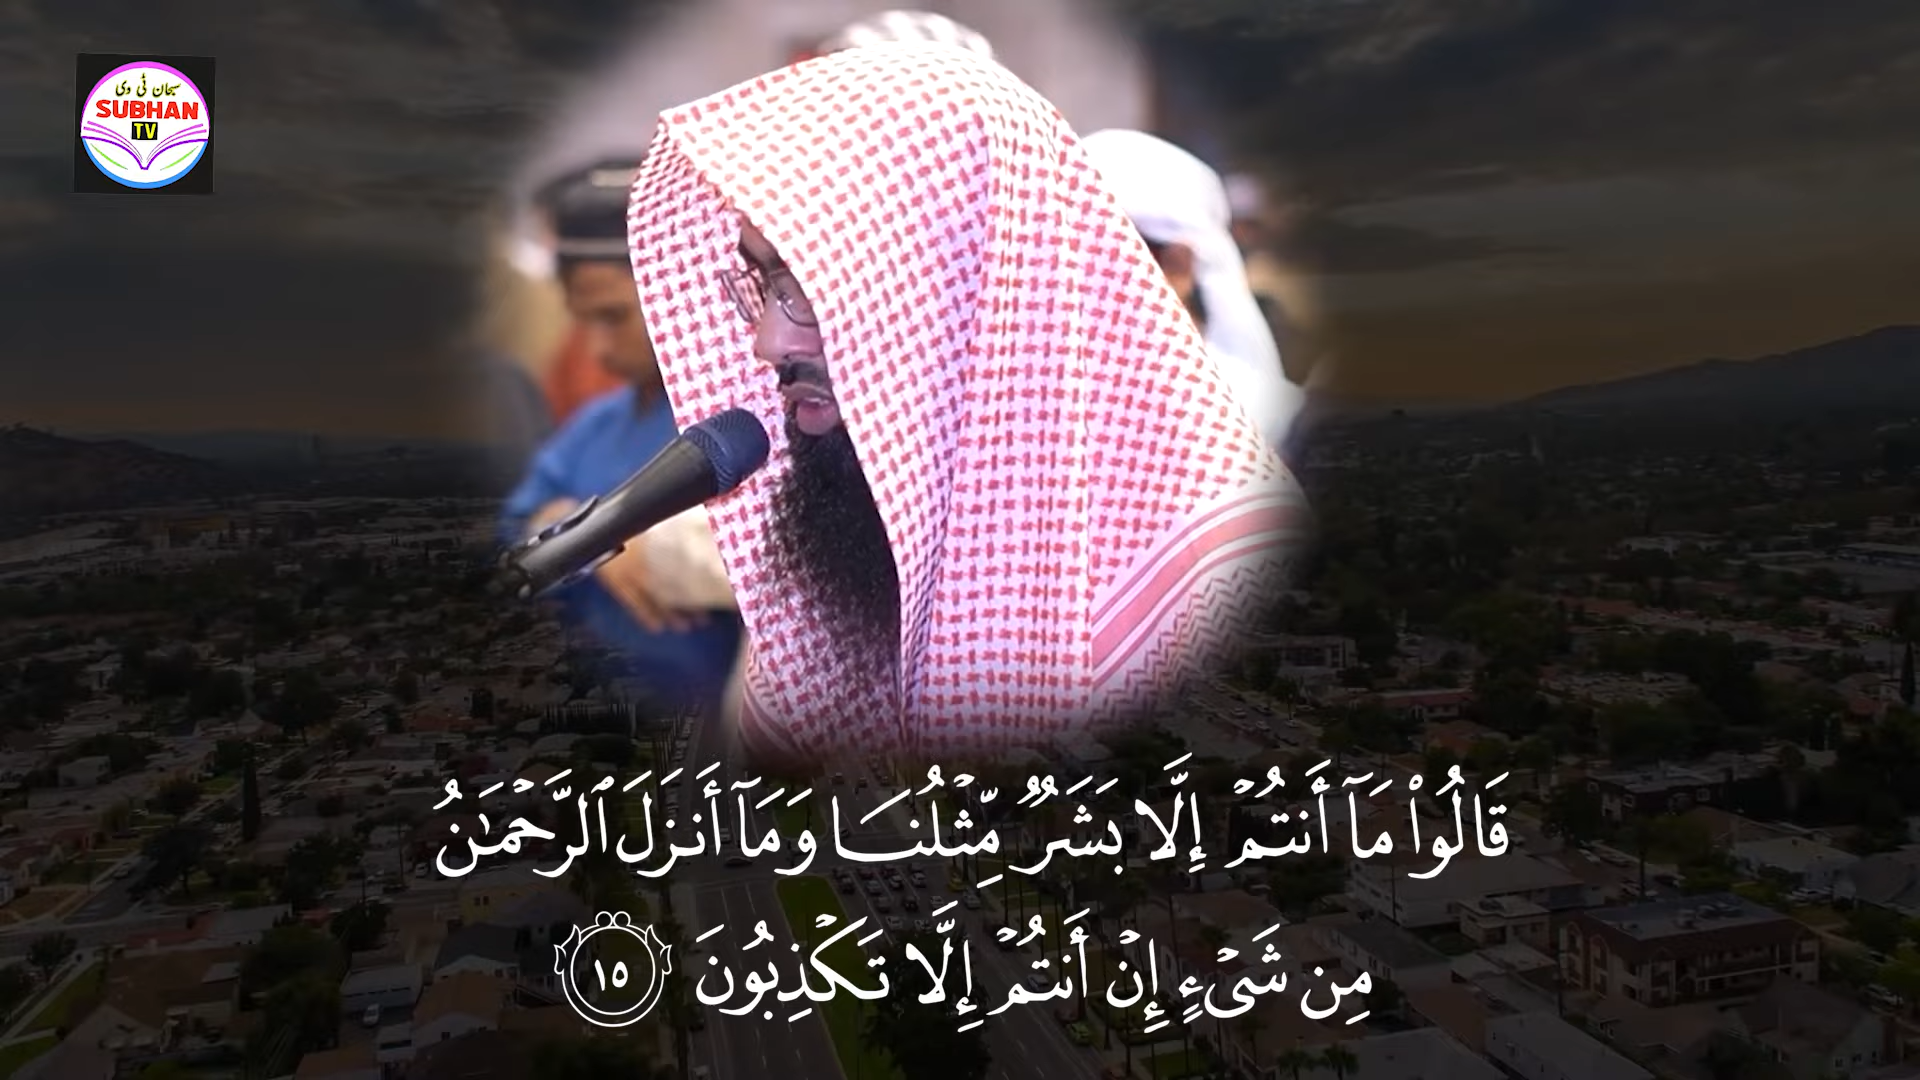 سبحان ٹی وی
SUBHAN
TV
قَالُوا۟ مَآ أَنتُمْ إِلَّا بَشَرٌ مِّثْلُنَا وَمَآ أَنزَلَ ٱلرَّحْمَـٰنُ
مِن شَىْءٍ إِنْ أَنتُمْ إِلَّا تَكْذِبُونَ ١٥